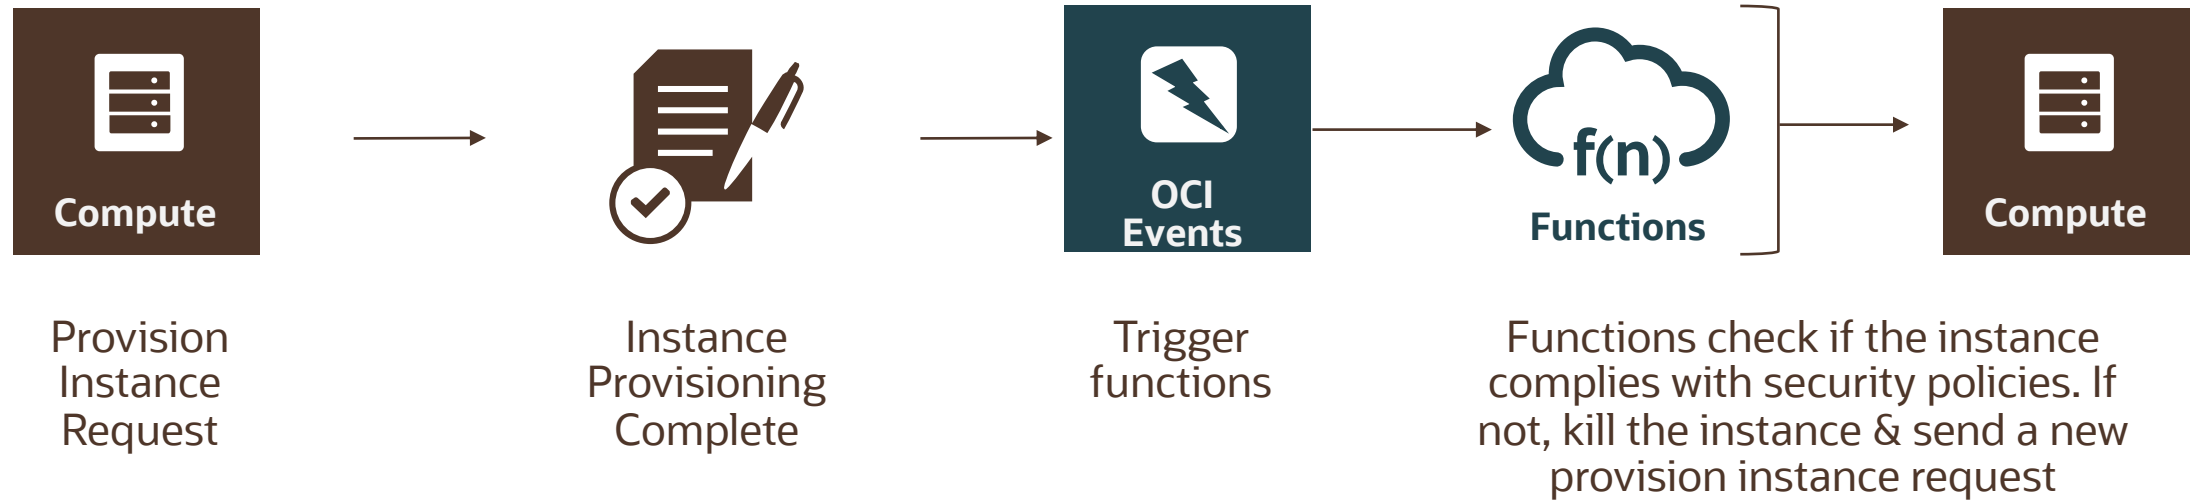 Compute
Provision
Instance
Request
Instance
Provisioning
Complete
OCI
Events
Trigger
functions
f(n)
Functions
Compute
Functions check if the instance
complies with security policies. If
not, kill the instance & send a new
provision instance request